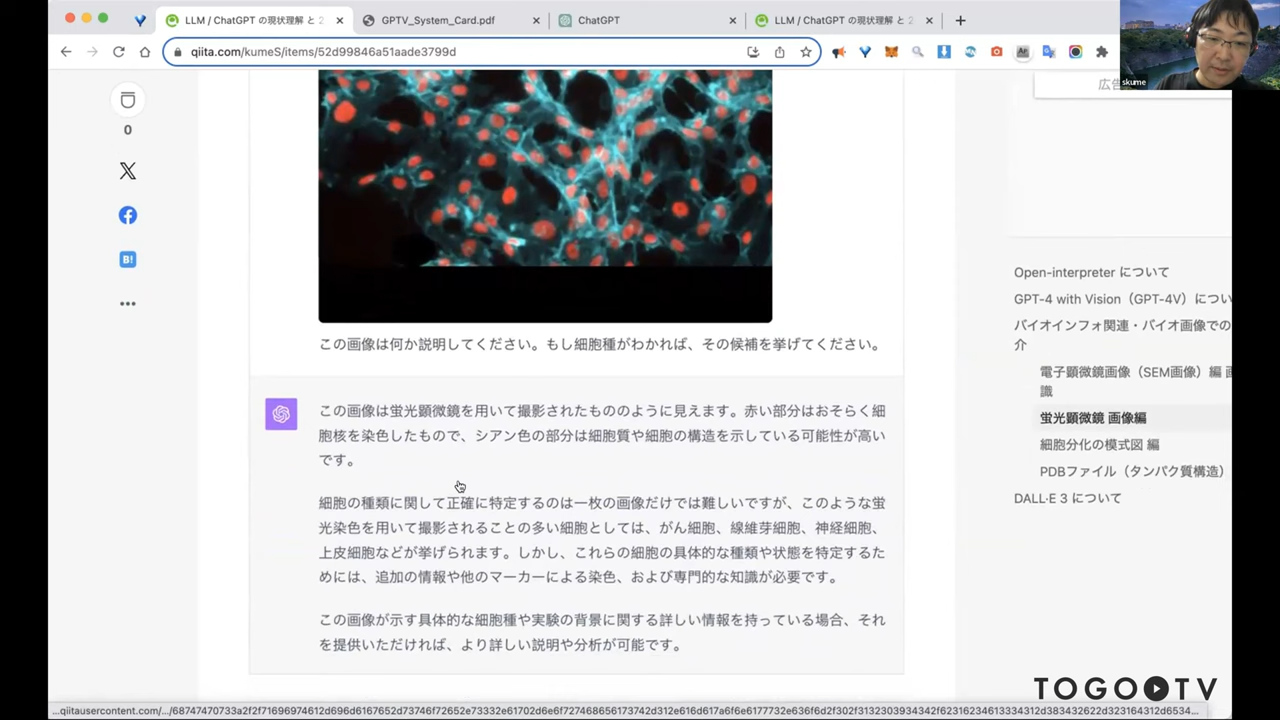 LLM / ChatGPT の現状理解 と 2
GPTV_System_Card.pdf
ChatGPT
LLM / ChatGPT の現状理解 と 2
qiita.com/kumeS/items/52d99846a51aade3799d
skume
広告
0
B!
この画像は何か説明してください。もし細胞種がわかれば、その候補を挙げてください。
この画像は蛍光顕微鏡を用いて撮影されたもののように見えます。赤い部分はおそらく細
胞核を染色したもので、シアン色の部分は細胞質や細胞の構造を示している可能性が高い
です。
細胞の種類に関して正確に特定するのは一枚の画像だけでは難しいですが、このような蛍
光染色を用いて撮影されることの多い細胞としては、がん細胞、線維芽細胞、神経細胞、
上皮細胞などが挙げられます。しかし、これらの細胞の具体的な種類や状態を特定するた
めには、追加の情報や他のマーカーによる染色、および専門的な知識が必要です。
この画像が示す具体的な細胞種や実験の背景に関する詳しい情報を持っている場合、それ
を提供いただければ、より詳しい説明や分析が可能です。
Open-interpreter について
GPT-4 with Vision（GPT-4V）につい
バイオインフォ関連・バイオ画像での
介
電子顕微鏡画像（SEM画像）編 画
識
蛍光顕微鏡 画像編
細胞分化の模式図 編
PDBファイル（タンパク質構造）
DALL·E 3 について
TOGO TV